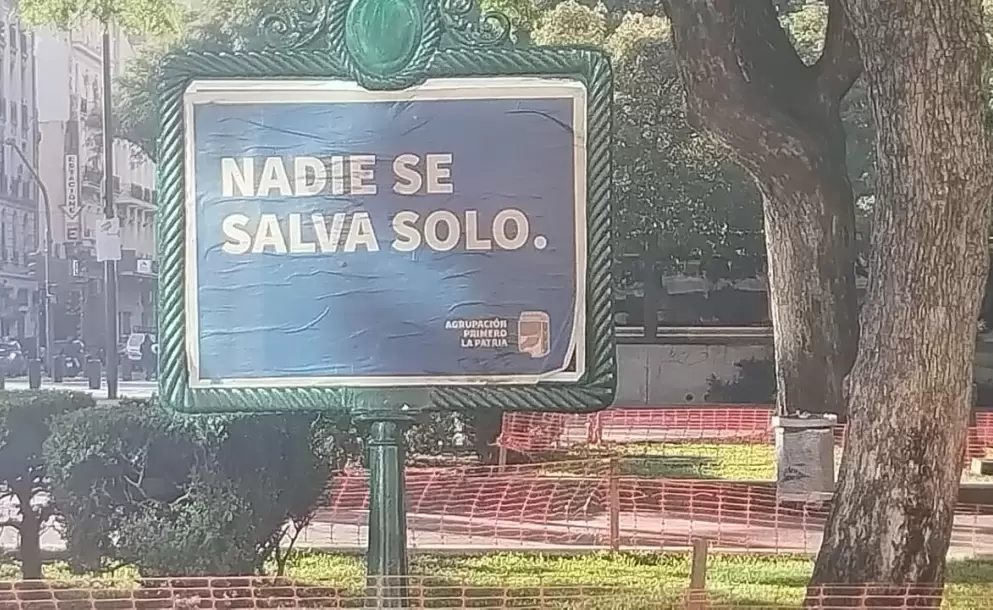 NADIE SE
SALVA SOLO.
AGRUPACIÓN
PRIMERO
LA PATRIA